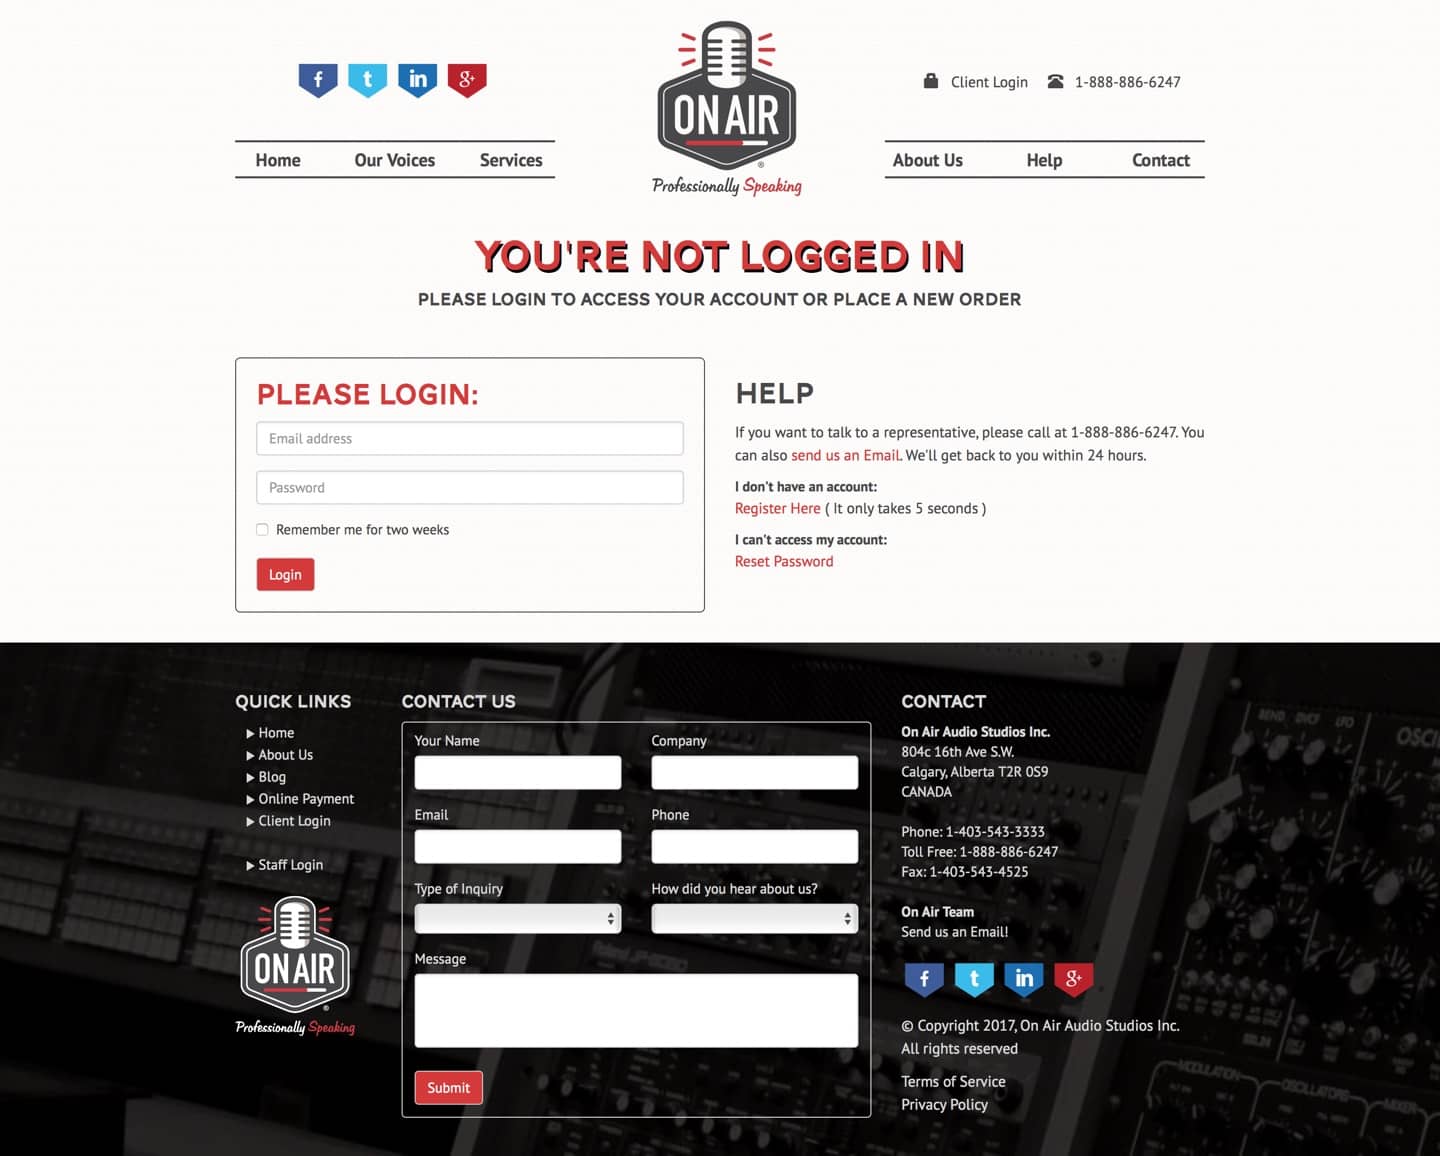 Client Login 1-888-886-6247
ON AIR
®
Professionally Speaking
Home Our Voices Services
About Us Help Contact
YOU'RE NOT LOGGED IN
PLEASE LOGIN TO ACCESS YOUR ACCOUNT OR PLACE A NEW ORDER
PLEASE LOGIN:
Email address
Password
Remember me for two weeks
Login
HELP
If you want to talk to a representative, please call at 1-888-886-6247. You
can also send us an Email. We'll get back to you within 24 hours.
I don't have an account:
Register Here ( It only takes 5 seconds )
I can't access my account:
Reset Password
QUICK LINKS
Home
About Us
Blog
Online Payment
Client Login
Staff Login
ON AIR
®
Professionally Speaking
CONTACT US
Your Name Company
Email Phone
Type of Inquiry How did you hear about us?
Message
Submit
CONTACT
On Air Audio Studios Inc.
804c 16th Ave S.W.
Calgary, Alberta T2R 0S9
CANADA
Phone: 1-403-543-3333
Toll Free: 1-888-886-6247
Fax: 1-403-543-4525
On Air Team
Send us an Email!
© Copyright 2017, On Air Audio Studios Inc.
All rights reserved
Terms of Service
Privacy Policy
SEND DVCF LFO
OSCIL
MODULATION
OSCILLATORS
MIXER